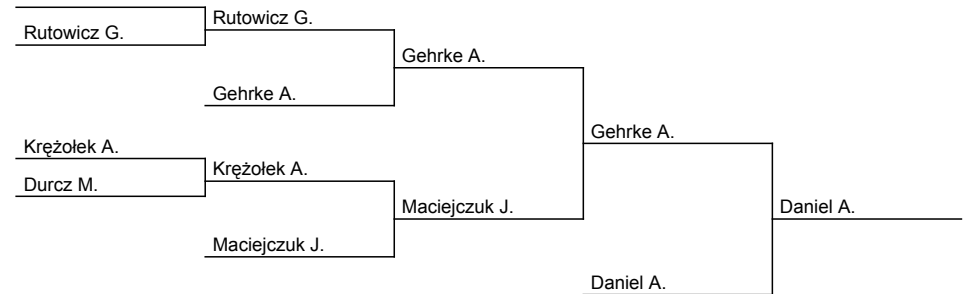 Rutowicz G.
Rutowicz G.
Gehrke A.
Gehrke A.
Gehrke A.
Krężołek A.
Krężołek A.
Durcz M.
Maciejczuk J.
Daniel A.
Maciejczuk J.
Daniel A.